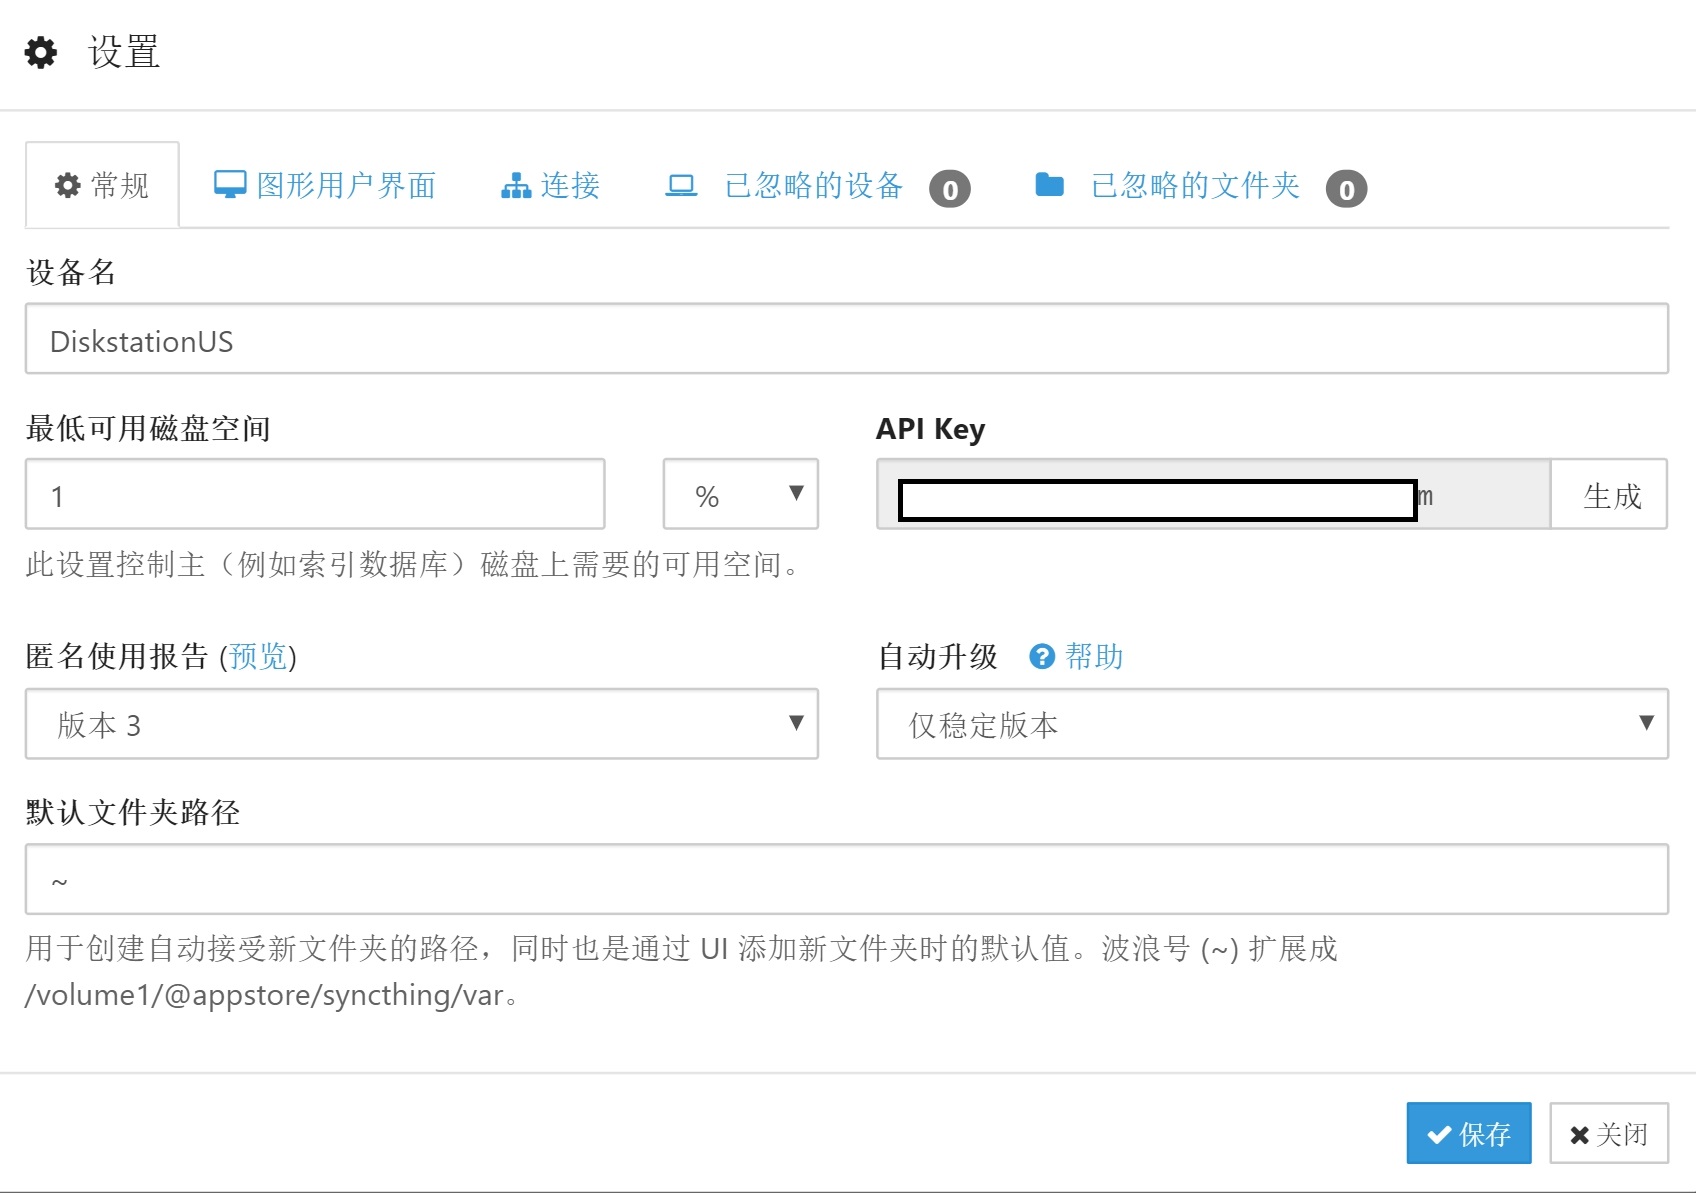 设置
常规 图形用户界面 连接 已忽略的设备 0 已忽略的文件夹 0
设备名
DiskstationUS
最低可用磁盘空间 API Key
1 % m 生成
此设置控制主（例如索引数据库）磁盘上需要的可用空间。
匿名使用报告 (预览) 自动升级 帮助
版本 3 仅稳定版本
默认文件夹路径
~
用于创建自动接受新文件夹的路径，同时也是通过 UI 添加新文件夹时的默认值。波浪号 (~) 扩展成
/volume1/@appstore/syncthing/var。
保存 关闭